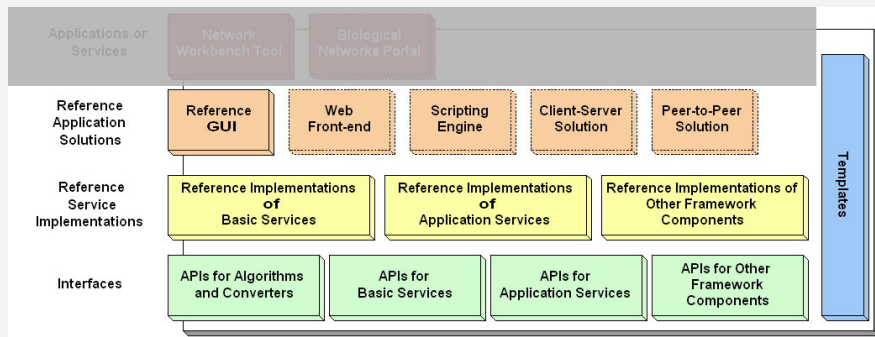 Applications or
Services
Network
Workbench Tool
Biological
Networks Portal
Reference
Application
Solutions
Reference
GUI
Web
Front-end
Scripting
Engine
Client-Server
Solution
Peer-to-Peer
Solution
Templates
Reference
Service
Implementations
Reference Implementations
of
Basic Services
Reference Implementations
of
Application Services
Reference Implementations of
Other Framework
Components
Interfaces
APIs for Algorithms
and Converters
APIs for
Basic Services
APIs for
Application Services
APIs for Other
Framework
Components